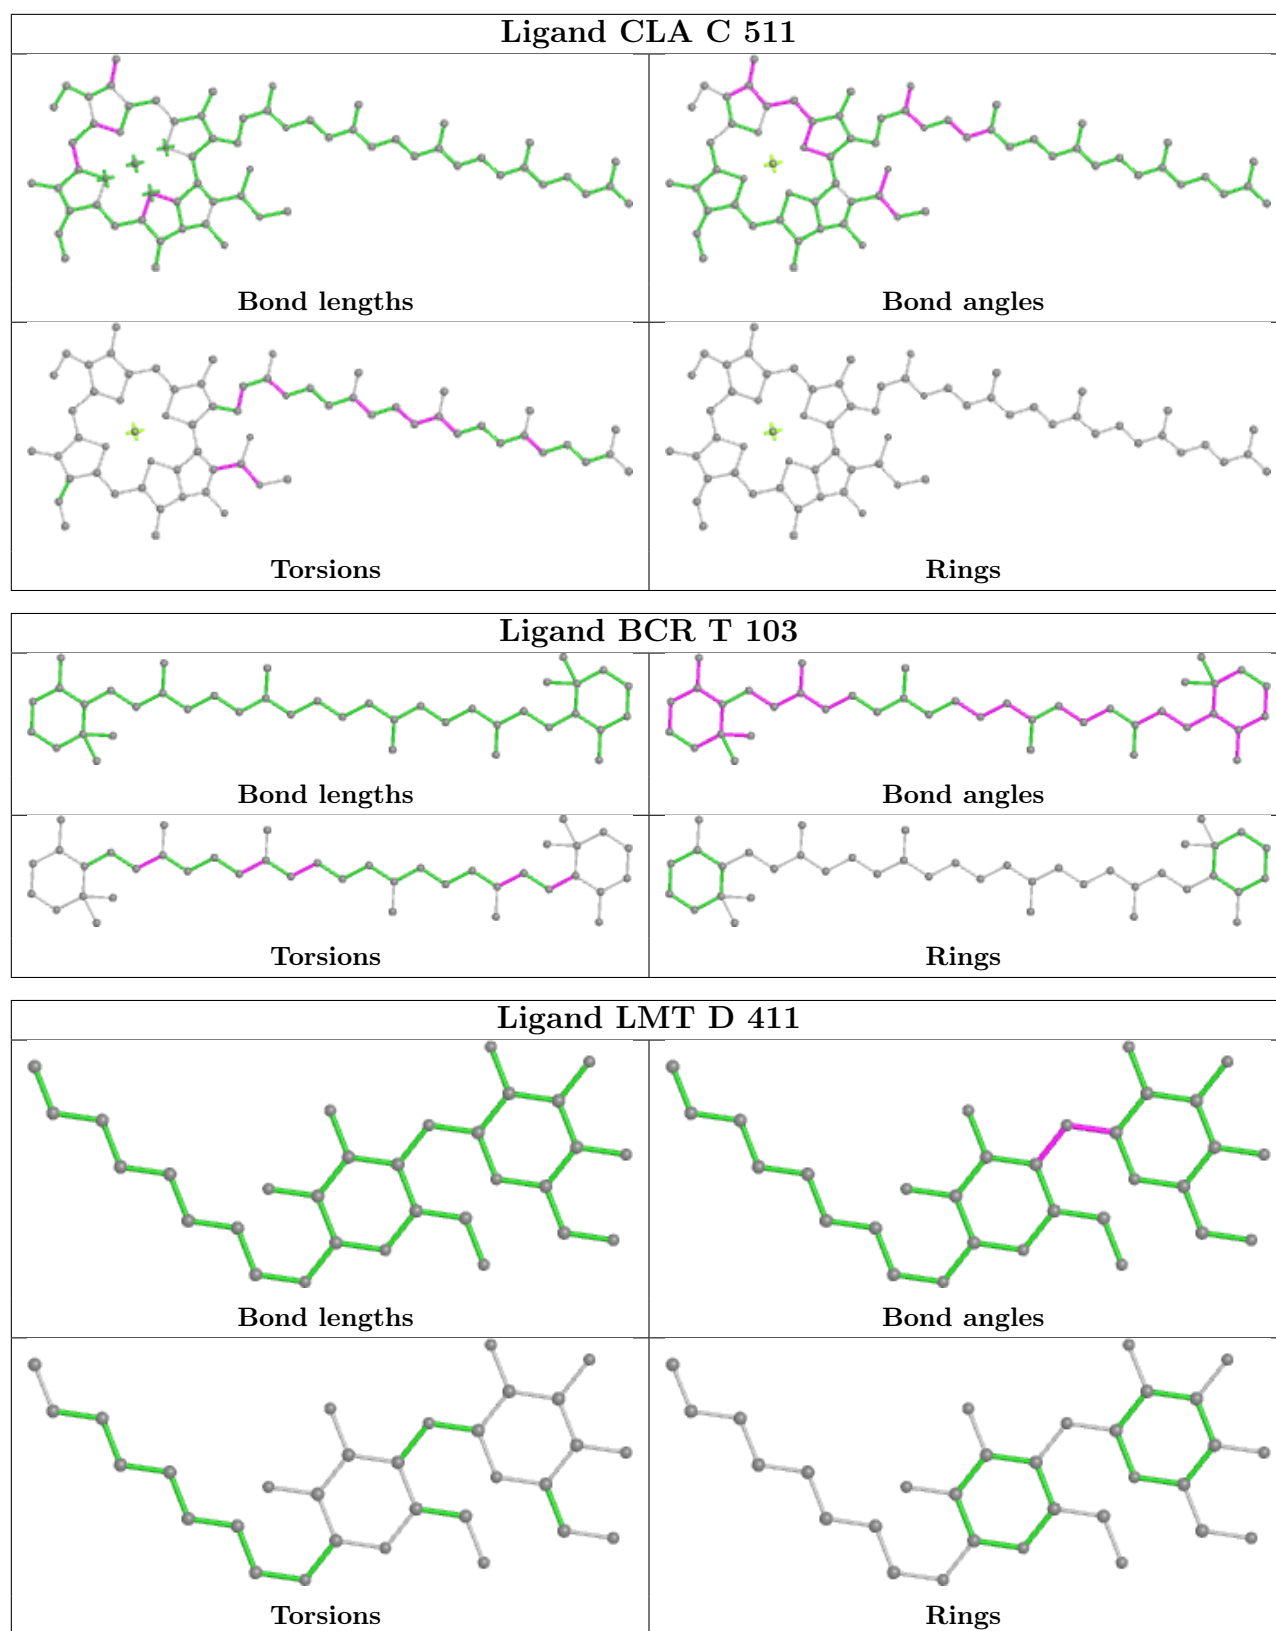 Ligand CLA C 511
Bond lengths
Bond angles
Torsions
Rings
Ligand BCR T 103
Bond lengths
Bond angles
Torsions
Rings
Ligand LMT D 411
Bond lengths
Bond angles
Torsions
Rings